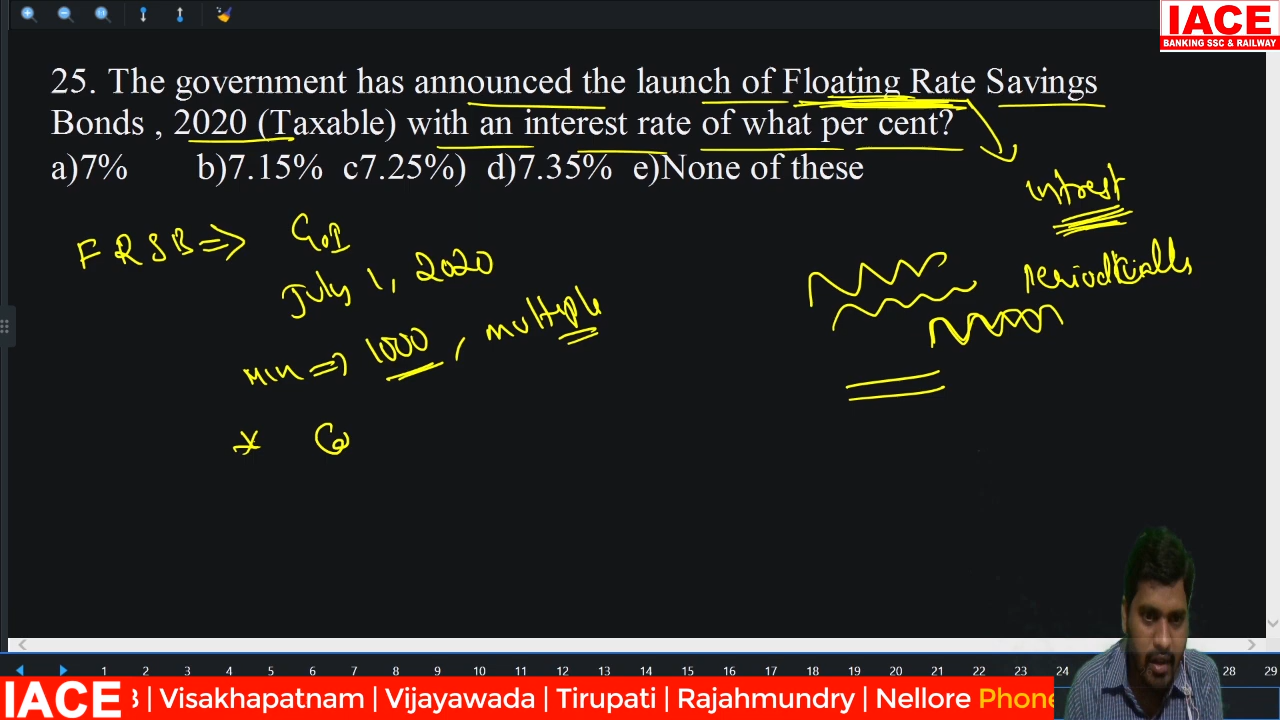 IACE
BANKING SSC & RAILWAY
25. The government has announced the launch of Floating Rate Savings
Bonds , 2020 (Taxable) with an interest rate of what per cent?
a)7% b)7.15% c7.25%) d)7.35% e)None of these
intrest
FRSB => GoI
July 1, 2020
Min => 1000 , multiple
1 2 3 4 5 6 7 8 9 10 11 12 13 14 15 16 17 18 19 20 21 22 23 24 28 29
IACE
3 | Visakhapatnam | Vijayawada | Tirupati | Rajahmundry | Nellore Phone